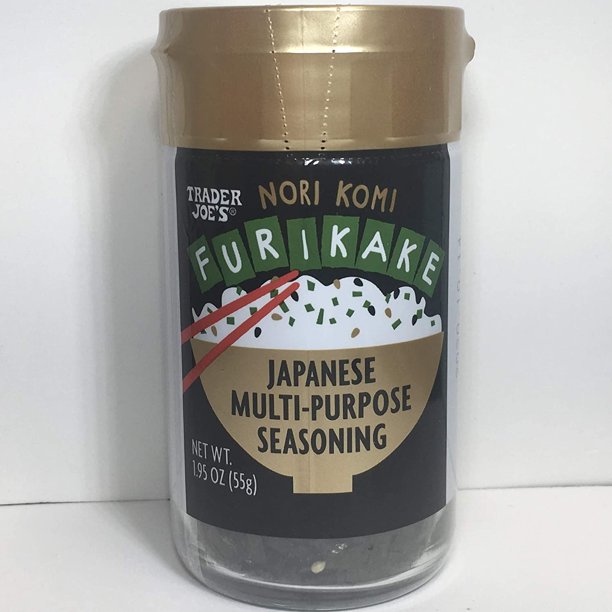 TRADER
JOE'S®
NORI KOMI
FURIKAKE
JAPANESE
MULTI-PURPOSE
SEASONING
NET WT.
1.95 OZ (55g)